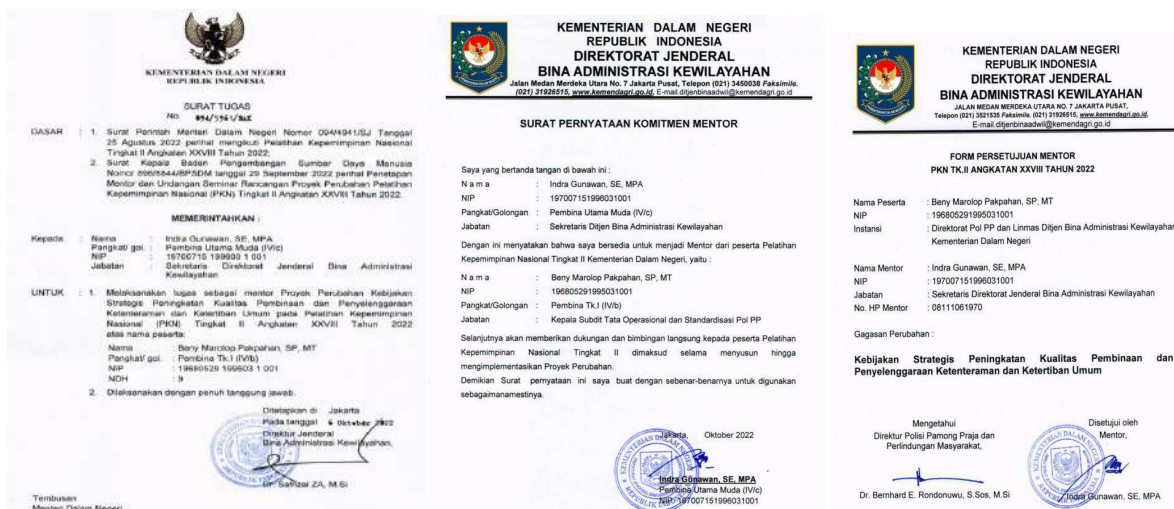 KEMENTERIAN DALAM NEGERI
REPUBLIK INDONESIA
SURAT TUGAS
No. 094/5961/BAK
DASAR : 1. Surat Perintah Menteri Dalam Negeri Nomor 094/4941/SJ Tanggal
25 Agustus 2022 perihal mengikuti Pelatihan Kepemimpinan Nasional
Tingkat II Angkatan XXVIII Tahun 2022;
2. Surat Kepala Badan Pengembangan Sumber Daya Manusia
Nomor 896/8844/BPSDM tanggal 29 September 2022 perihal Penetapan
Mentor dan Undangan Seminar Rancangan Proyek Perubahan Pelatihan
Kepemimpinan Nasional (PKN) Tingkat II Angkatan XXVIII Tahun 2022.
MEMERINTAHKAN :
Kepada : Nama : Indra Gunawan, SE, MPA
Pangkat/ gol. : Pembina Utama Muda (IV/c)
NIP : 19700715 199603 1 001
Jabatan : Sekretaris Direktorat Jenderal Bina Administrasi
Kewilayahan
UNTUK : 1. Melaksanakan tugas sebagai mentor Proyek Perubahan Kebijakan
Strategis Peningkatan Kualitas Pembinaan dan Penyelenggaraan
Ketenteraman dan Ketertiban Umum pada Pelatihan Kepemimpinan
Nasional (PKN) Tingkat II Angkatan XXVIII Tahun 2022
atas nama peserta:
Nama : Beny Marolop Pakpahan, SP, MT
Pangkat/ gol. : Pembina Tk.I (IV/b)
NIP : 19680529 199503 1 001
NDH : 9
2. Dilaksanakan dengan penuh tanggung jawab.
Ditetapkan di Jakarta
Pada tanggal 6 Oktober 2022
Direktur Jenderal
Bina Administrasi Kewilayahan,
Dr. Safrizal ZA, M.Si
Tembusan
Menteri Dalam Negeri
KEMENTERIAN DALAM NEGERI
REPUBLIK INDONESIA
DIREKTORAT JENDERAL
BINA ADMINISTRASI KEWILAYAHAN
Jalan Medan Merdeka Utara No. 7 Jakarta Pusat, Telepon (021) 3450038 Faksimile.
(021) 31926515, www.kemendagri.go.id, E-mail.ditjenbinaadwil@kemendagri.go.id
SURAT PERNYATAAN KOMITMEN MENTOR
Saya yang bertanda tangan di bawah ini :
N a m a : Indra Gunawan, SE, MPA
NIP : 197007151996031001
Pangkat/Golongan : Pembina Utama Muda (IV/c)
Jabatan : Sekretaris Ditjen Bina Administrasi Kewilayahan
Dengan ini menyatakan bahwa saya bersedia untuk menjadi Mentor dari peserta Pelatihan
Kepemimpinan Nasional Tingkat II Kementerian Dalam Negeri, yaitu :
N a m a : Beny Marolop Pakpahan, SP, MT
NIP : 196805291995031001
Pangkat/Golongan : Pembina Tk.I (IV/b)
Jabatan : Kepala Subdit Tata Operasional dan Standardisasi Pol PP
Selanjutnya akan memberikan dukungan dan bimbingan langsung kepada peserta Pelatihan
Kepemimpinan Nasional Tingkat II dimaksud selama menyusun hingga
mengimplementasikan Proyek Perubahan.
Demikian Surat pernyataan ini saya buat dengan sebenar-benarnya untuk digunakan
sebagaimanamestinya.
Jakarta, Oktober 2022
Indra Gunawan, SE, MPA
Pembina Utama Muda (IV/c)
NIP. 197007151996031001
KEMENTERIAN DALAM NEGERI
REPUBLIK INDONESIA
DIREKTORAT JENDERAL
BINA ADMINISTRASI KEWILAYAHAN
JALAN MEDAN MERDEKA UTARA NO. 7 JAKARTA PUSAT,
Telepon (021) 3521535 Faksimile. (021) 31926515, www.kemendagri.go.id,
E-mail.ditjenbinaadwil@kemendagri.go.id
FORM PERSETUJUAN MENTOR
PKN TK.II ANGKATAN XXVIII TAHUN 2022
Nama Peserta : Beny Marolop Pakpahan, SP, MT
NIP : 196805291995031001
Instansi : Direktorat Pol PP dan Linmas Ditjen Bina Administrasi Kewilayahan
Kementerian Dalam Negeri
Nama Mentor : Indra Gunawan, SE, MPA
NIP : 197007151996031001
Jabatan : Sekretaris Direktorat Jenderal Bina Administrasi Kewilayahan
No. HP Mentor : 08111061970
Gagasan Perubahan :
Kebijakan Strategis Peningkatan Kualitas Pembinaan dan
Penyelenggaraan Ketenteraman dan Ketertiban Umum
Mengetahui
Direktur Polisi Pamong Praja dan
Perlindungan Masyarakat,
Dr. Bernhard E. Rondonuwu, S.Sos, M.Si
Disetujui oleh
Mentor,
Indra Gunawan, SE, MPA